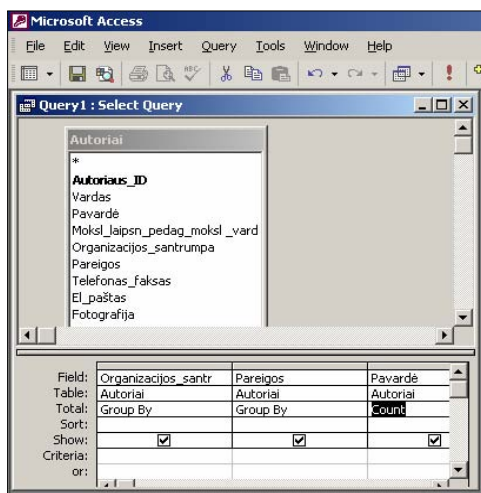 Microsoft Access
File Edit View Insert Query Tools Window Help
Query1 : Select Query
Autoriai
*
Autoriaus_ID
Vardas
Pavardė
Moksl_laipsn_pedag_moksl _vard
Organizacijos_santrumpa
Pareigos
Telefonas_faksas
El_paštas
Fotografija
Field: Organizacijos_santr Pareigos Pavardė
Table: Autoriai Autoriai Autoriai
Total: Group By Group By Count
Sort:
Show:
Criteria:
or: